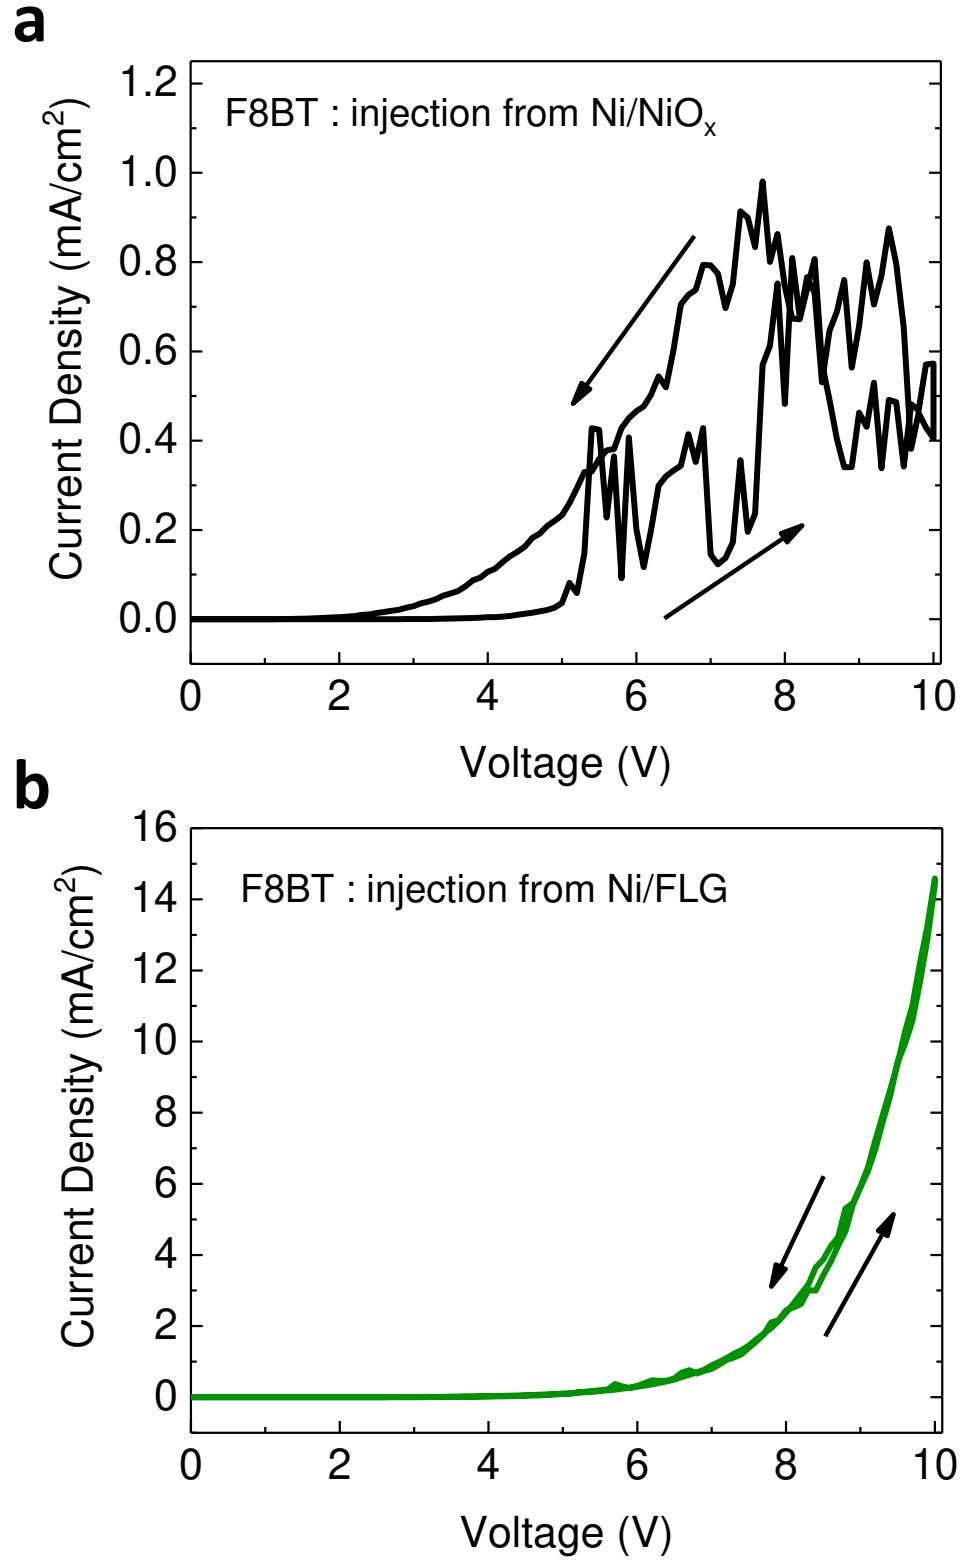 a
F8BT : injection from Ni/NiOₓ
Current Density (mA/cm²)
1.2
1.0
0.8
0.6
0.4
0.2
0.0
0 2 4 6 8 10
Voltage (V)
b
F8BT : injection from Ni/FLG
Current Density (mA/cm²)
16
14
12
10
8
6
4
2
0
0 2 4 6 8 10
Voltage (V)